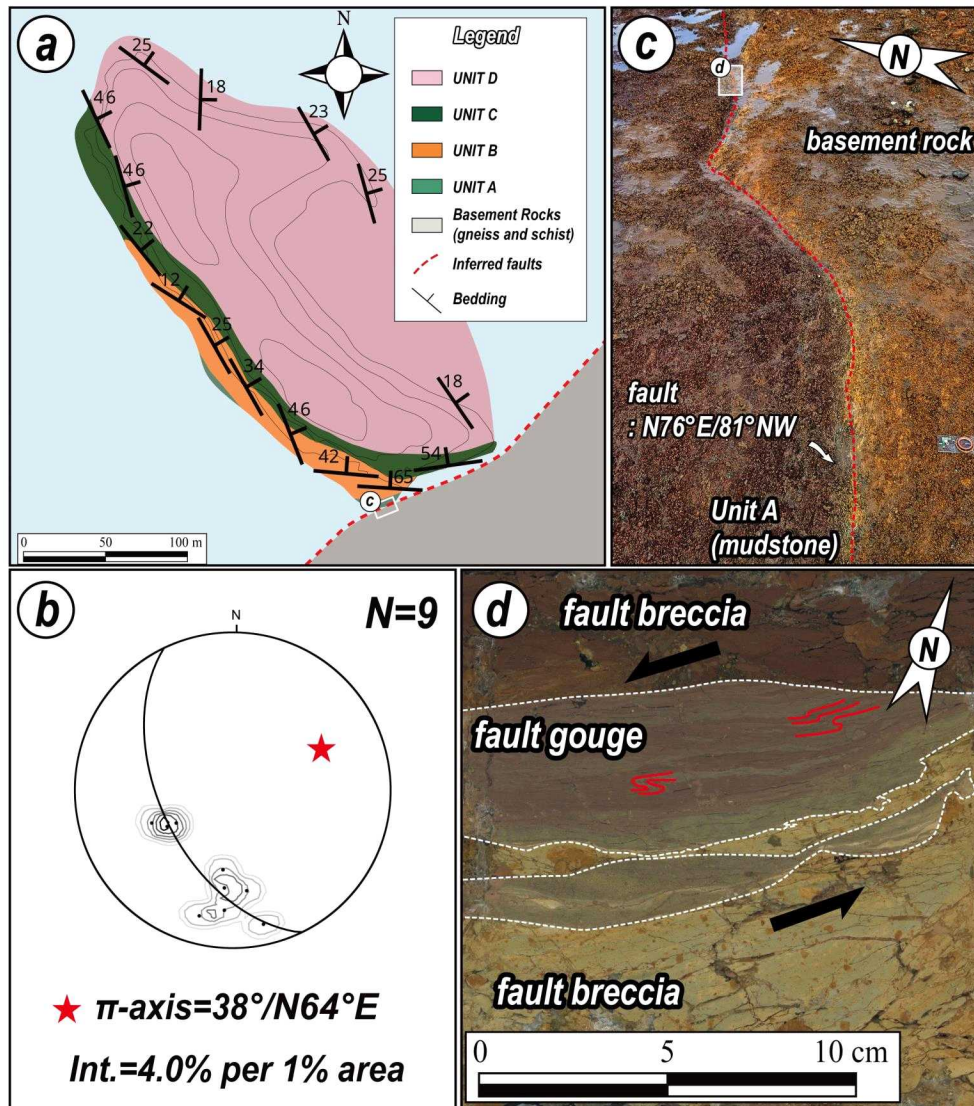 a
N
Legend
UNIT D
UNIT C
UNIT B
UNIT A
Basement Rocks
(gneiss and schist)
Inferred faults
Bedding
25
18
46
23
46
25
22
12
25
34
46
18
54
42
65
c
0 50 100 m
c
N
d
basement rock
fault
: N76°E/81°NW
Unit A
(mudstone)
b
N=9
N
π-axis=38°/N64°E
Int.=4.0% per 1% area
d
fault breccia
N
fault gouge
fault breccia
0 5 10 cm